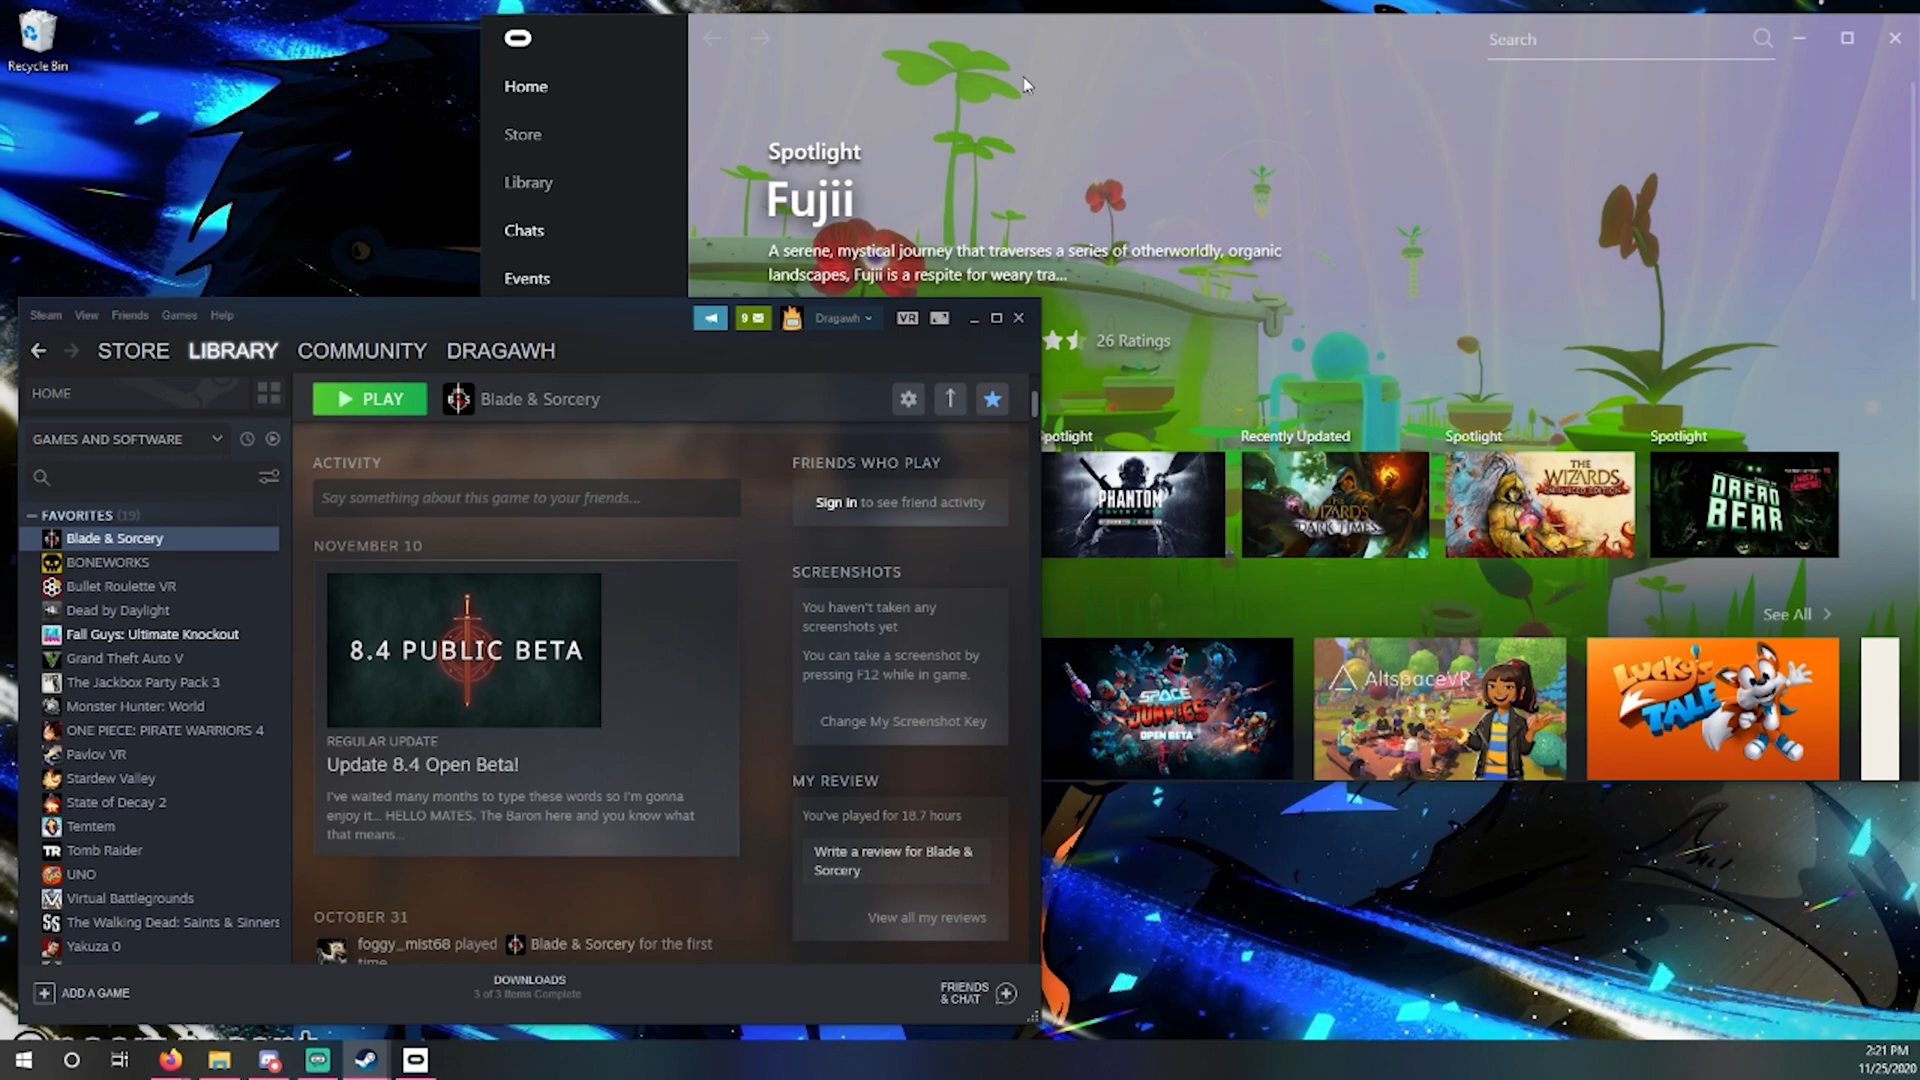 Recycle Bin
Home
Store
Library
Chats
Events
Search
Spotlight
Fujii
A serene, mystical journey that traverses a series of otherworldly, organic
landscapes, Fujii is a respite for weary tra...
26 Ratings
Spotlight
Recently Updated
Spotlight
Spotlight
PHANTOM
THE WIZARDS
DARK TIMES
THE
WIZARDS
ENHANCED EDITION
DREAD
BEAR
See All
SPACE
JUNKIES
OPEN BETA
AltspaceVR
Lucky's
TALE
Steam View Friends Games Help
9
Dragawh
VR
STORE LIBRARY COMMUNITY DRAGAWH
HOME
GAMES AND SOFTWARE
FAVORITES (19)
Blade & Sorcery
BONEWORKS
Bullet Roulette VR
Dead by Daylight
Fall Guys: Ultimate Knockout
Grand Theft Auto V
The Jackbox Party Pack 3
Monster Hunter: World
ONE PIECE: PIRATE WARRIORS 4
Pavlov VR
Stardew Valley
State of Decay 2
Temtem
Tomb Raider
UNO
Virtual Battlegrounds
The Walking Dead: Saints & Sinners
Yakuza 0
PLAY
Blade & Sorcery
ACTIVITY
Say something about this game to your friends...
NOVEMBER 10
8.4 PUBLIC BETA
REGULAR UPDATE
Update 8.4 Open Beta!
I've waited many months to type these words so I'm gonna
enjoy it... HELLO MATES. The Baron here and you know what
that means...
OCTOBER 31
foggy_mist68 played Blade & Sorcery for the first
time
FRIENDS WHO PLAY
Sign in to see friend activity
SCREENSHOTS
You haven't taken any
screenshots yet
You can take a screenshot by
pressing F12 while in game.
Change My Screenshot Key
MY REVIEW
You've played for 18.7 hours
Write a review for Blade &
Sorcery
View all my reviews
ADD A GAME
DOWNLOADS
3 of 3 Items Complete
FRIENDS
& CHAT
2:21 PM
11/25/2020